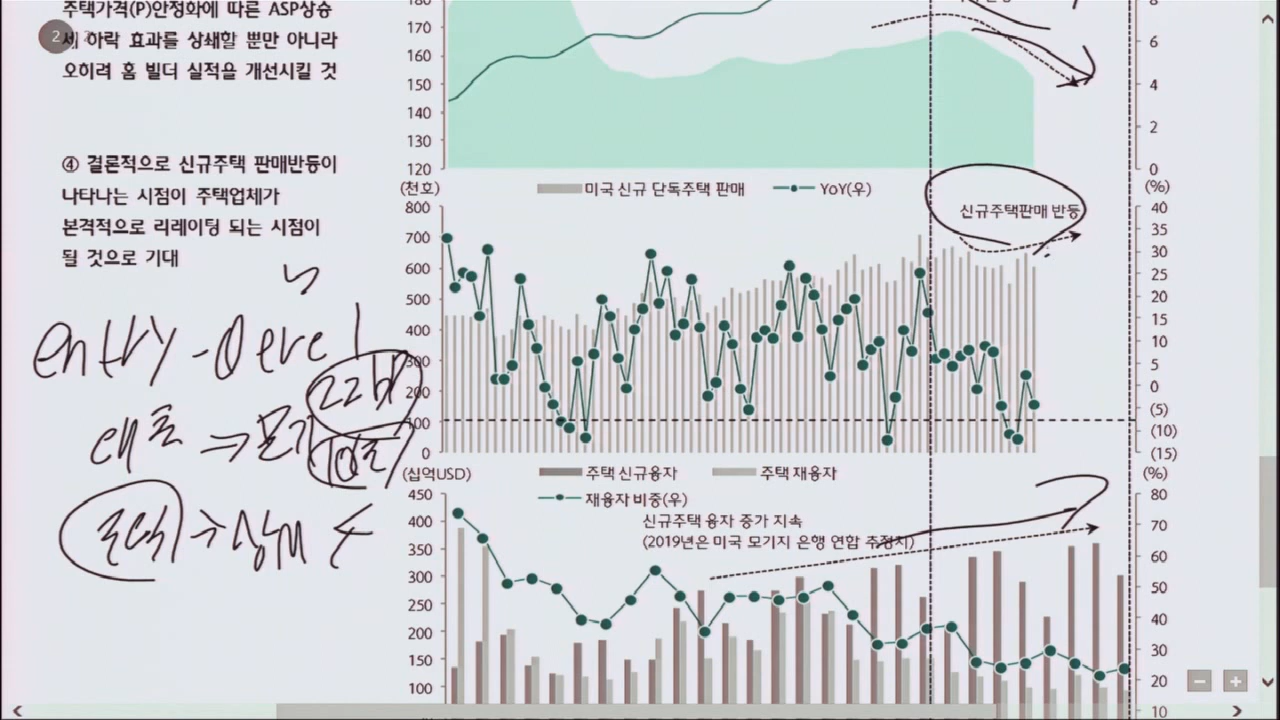 주택가격(P)안정화에 따른 ASP상승
세 하락 효과를 상쇄할 뿐만 아니라
오히려 홈 빌더 실적을 개선시킬 것
2
④ 결론적으로 신규주택 판매반등이
나타나는 시점이 주택업체가
본격적으로 리레이팅 되는 시점이
될 것으로 기대
entry-level
대출 ⇒
180
170
160
150
140
130
120
8
6
4
2
0
(천호)
미국 신규 단독주택 판매
YoY(우)
(%)
신규주택판매 반등
800
700
600
500
400
300
200
100
0
40
35
30
25
20
15
10
5
0
(5)
(10)
(15)
(십억USD)
주택 신규융자
주택 재융자
(%)
재융자 비중(우)
신규주택 융자 증가 지속
(2019년은 미국 모기지 은행 연합 추정치)
450
400
350
300
250
200
150
100
80
70
60
50
40
30
20
10